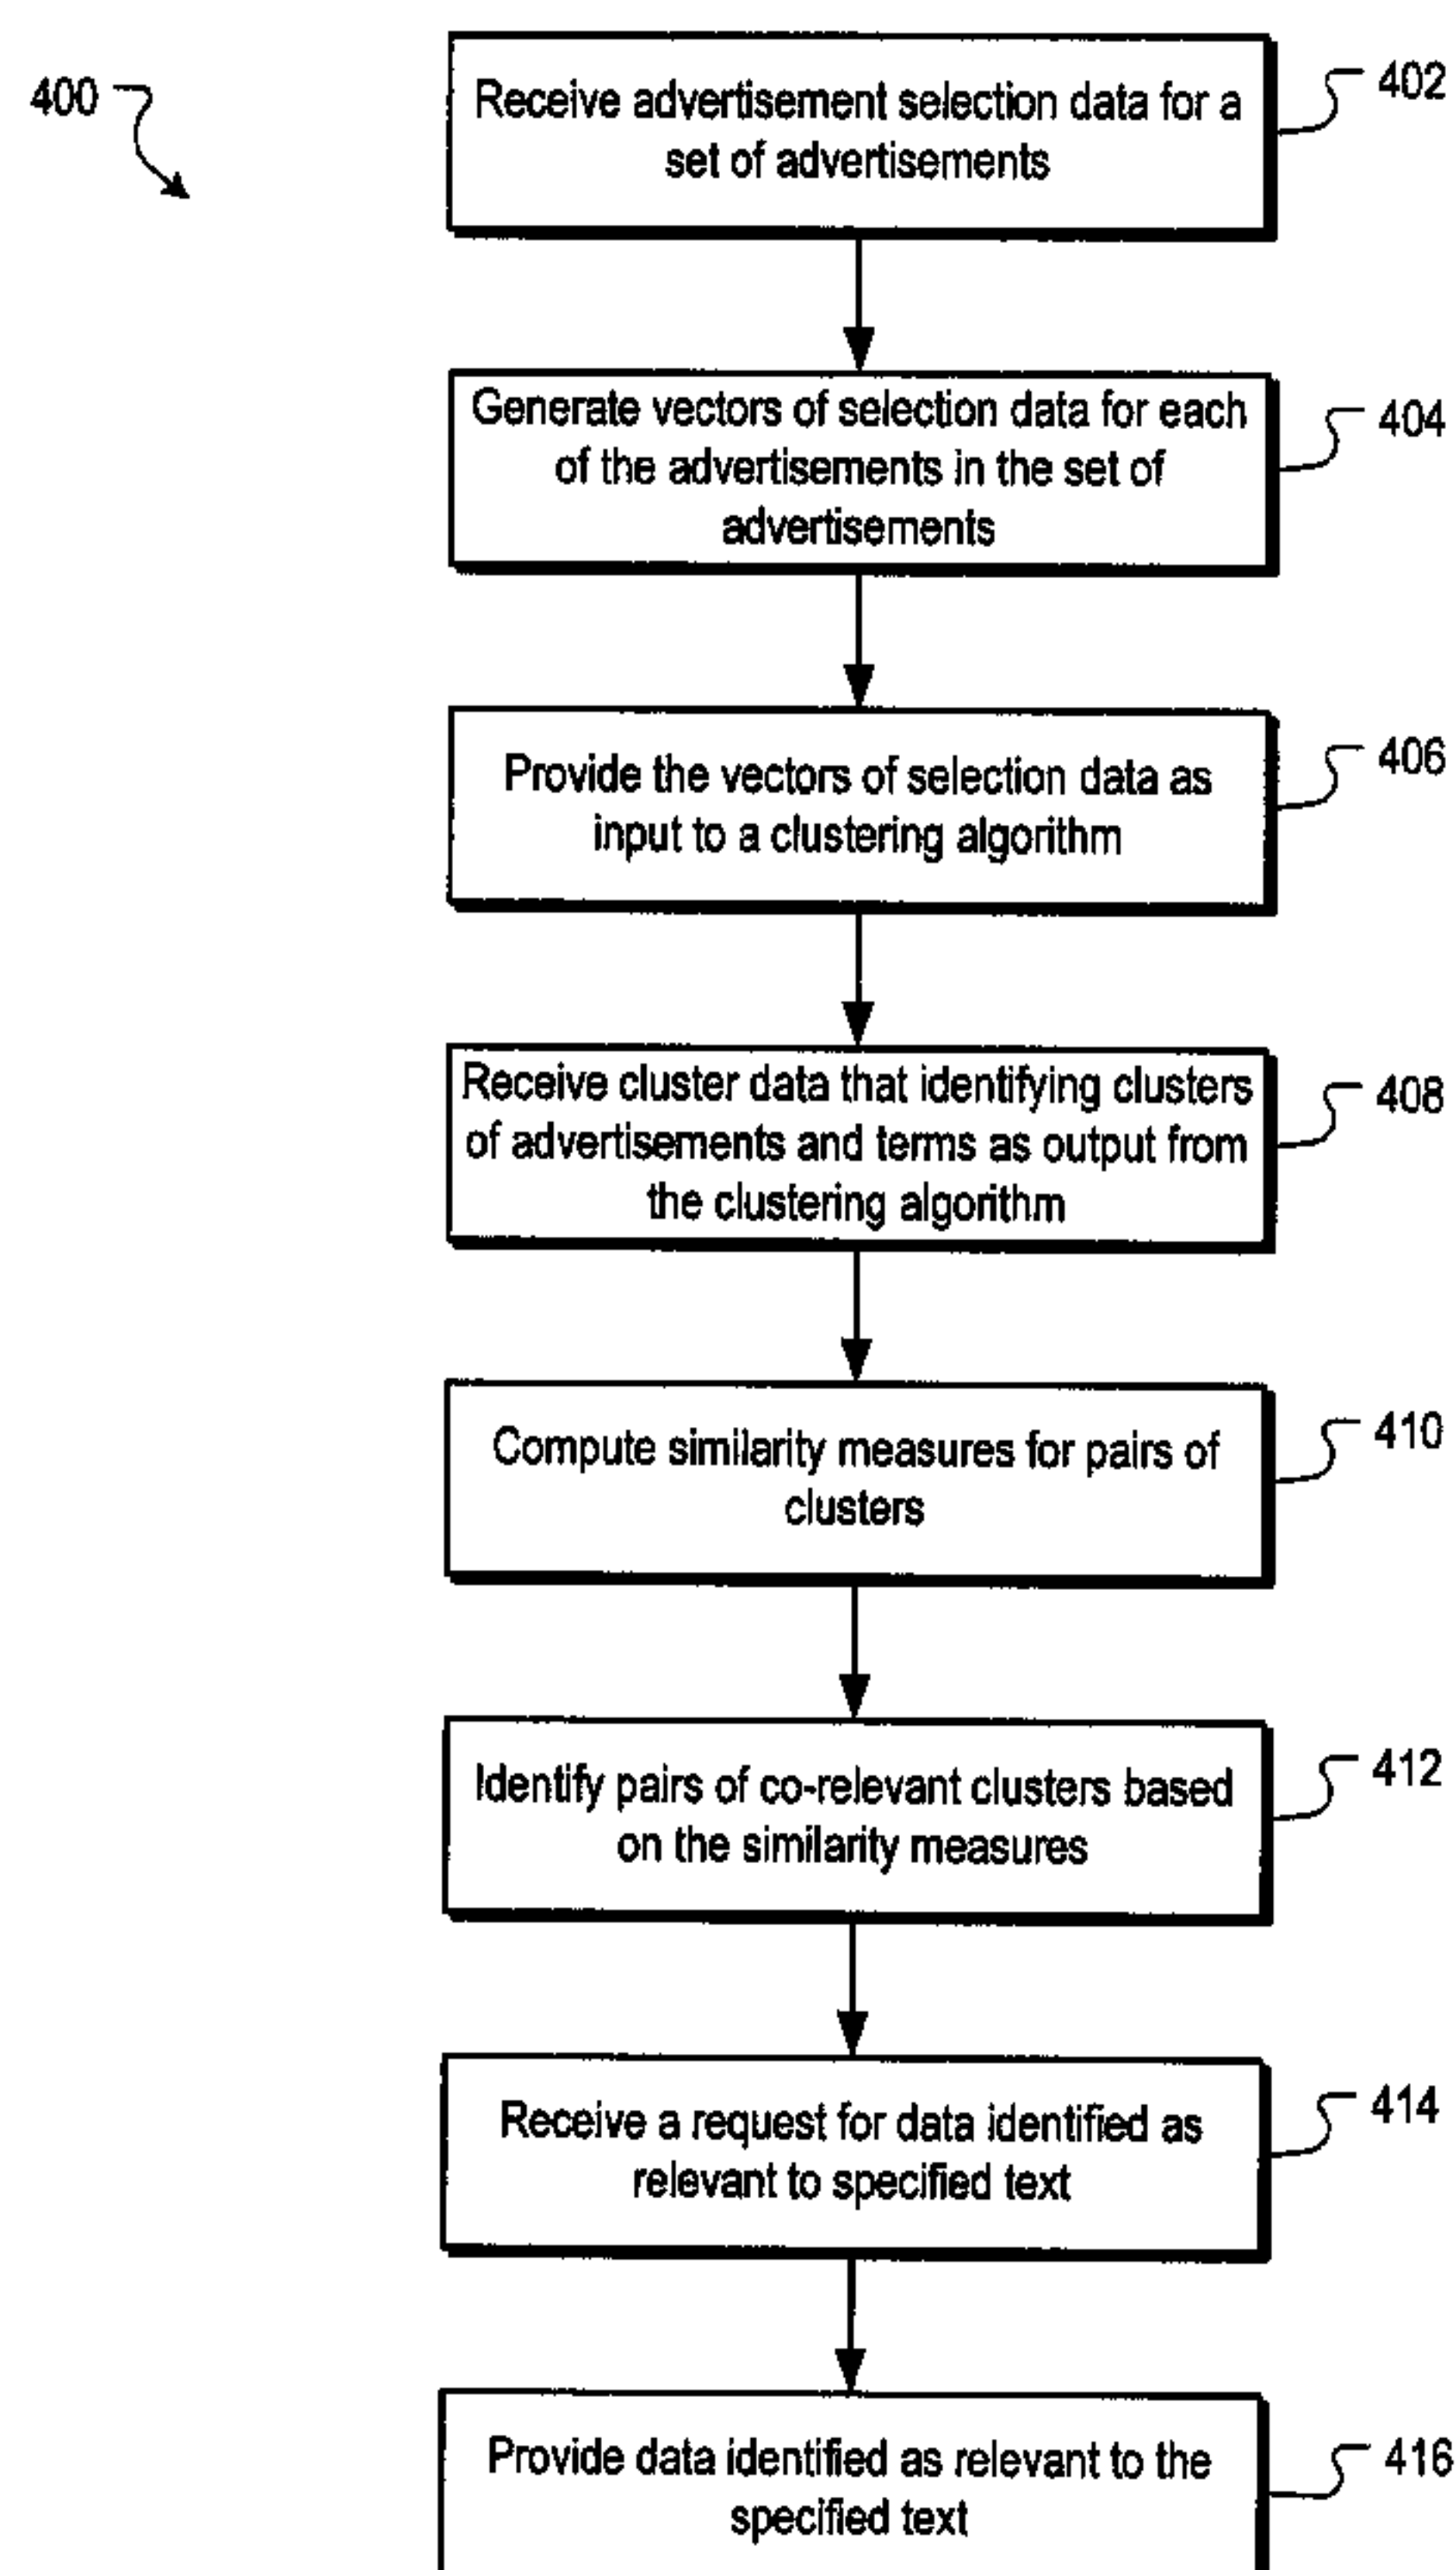 400
Receive advertisement selection data for a
set of advertisements
402
Generate vectors of selection data for each
of the advertisements in the set of
advertisements
404
Provide the vectors of selection data as
input to a clustering algorithm
406
Receive cluster data that identifying clusters
of advertisements and terms as output from
the clustering algorithm
408
Compute similarity measures for pairs of
clusters
410
Identify pairs of co-relevant clusters based
on the similarity measures
412
Receive a request for data identified as
relevant to specified text
414
Provide data identified as relevant to the
specified text
416